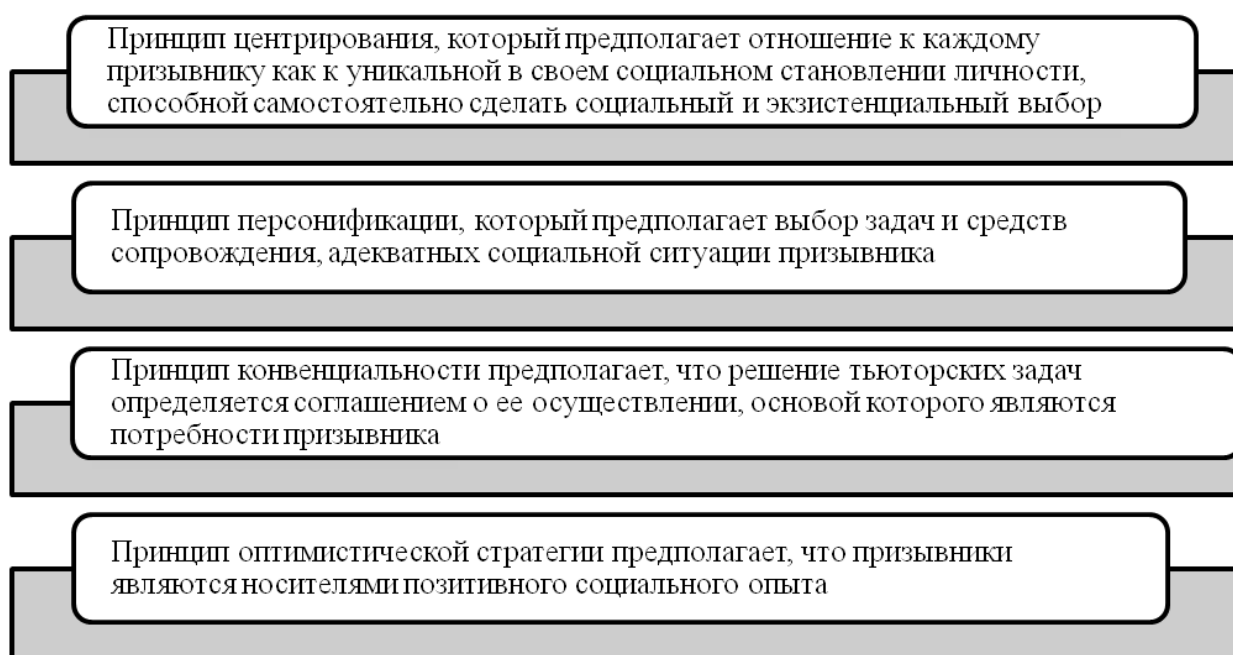 Принцип центрирования, который предполагает отношение к каждому
призывнику как к уникальной в своем социальном становлении личности,
способной самостоятельно сделать социальный и экзистенциальный выбор
Принцип персонификации, который предполагает выбор задач и средств
сопровождения, адекватных социальной ситуации призывника
Принцип конвенциальности предполагает, что решение тьюторских задач
определяется соглашением о ее осуществлении, основой которого являются
потребности призывника
Принцип оптимистической стратегии предполагает, что призывники
являются носителями позитивного социального опыта